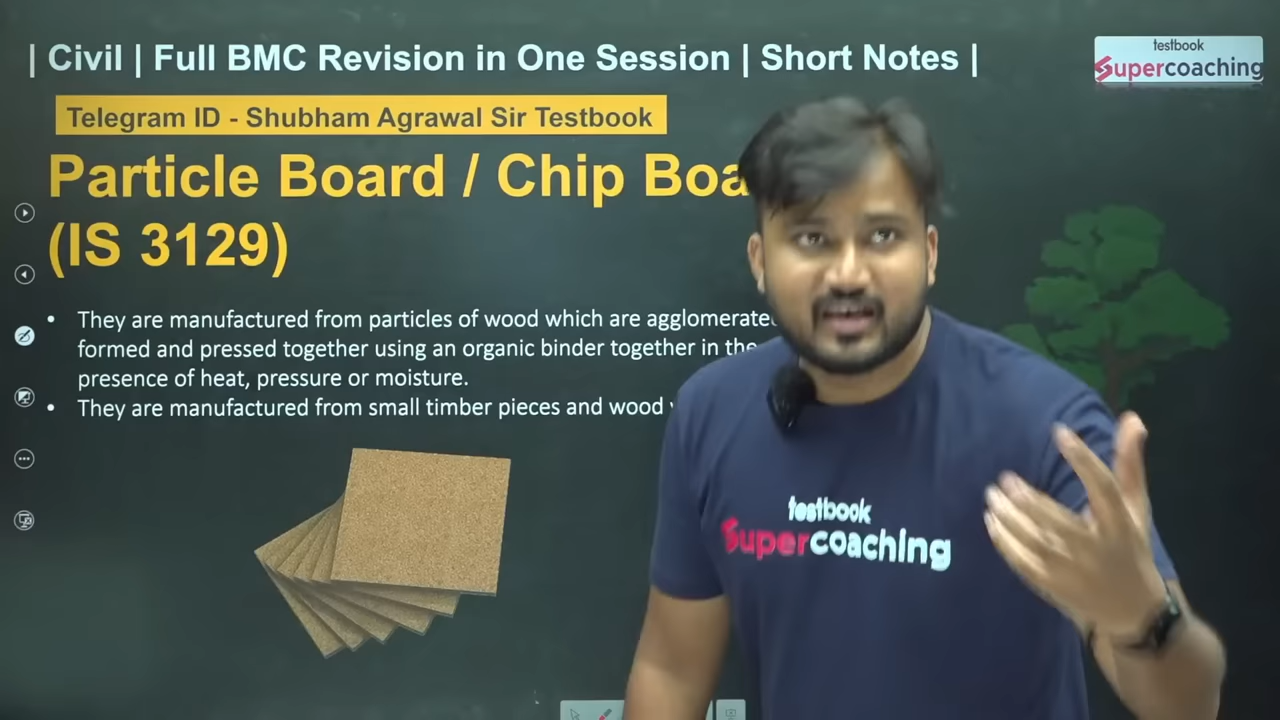 | Civil | Full BMC Revision in One Session | Short Notes |
testbook
Supercoaching
Telegram ID - Shubham Agrawal Sir Testbook
Particle Board / Chip Boa
(IS 3129)
• They are manufactured from particles of wood which are agglomerated
formed and pressed together using an organic binder together in the
presence of heat, pressure or moisture.
• They are manufactured from small timber pieces and wood
testbook
Supercoaching